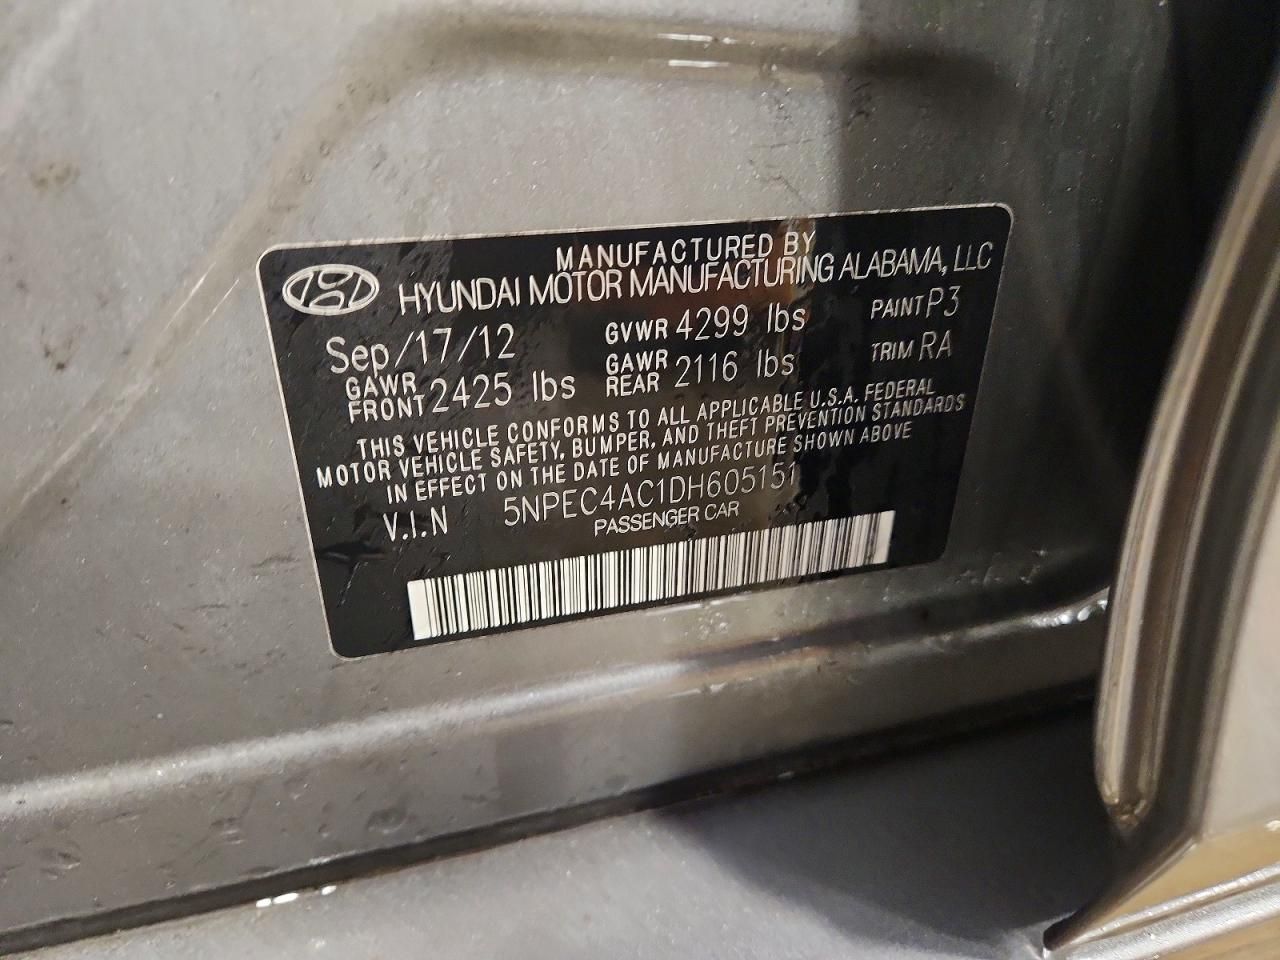 MANUFACTURED BY
HYUNDAI MOTOR MANUFACTURING ALABAMA, LLC
Sep/17/12 GVWR 4299 lbs PAINT P3
GAWR FRONT 2425 lbs GAWR REAR 2116 lbs TRIM RA
THIS VEHICLE CONFORMS TO ALL APPLICABLE U.S.A. FEDERAL
MOTOR VEHICLE SAFETY, BUMPER, AND THEFT PREVENTION STANDARDS
IN EFFECT ON THE DATE OF MANUFACTURE SHOWN ABOVE
V.I.N 5NPEC4AC1DH605151
PASSENGER CAR